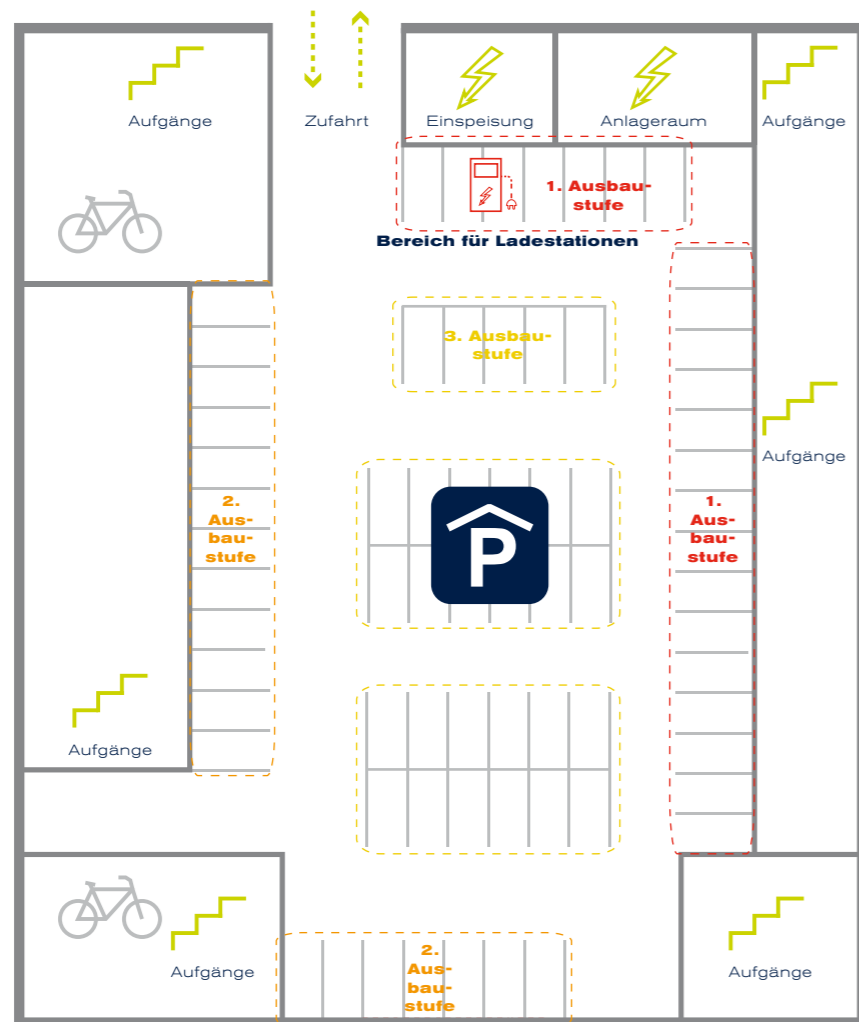 Aufgänge
Zufahrt
Einspeisung
Anlageraum
Aufgänge
1. Ausbau-
stufe
Bereich für Ladestationen
3. Ausbau-
stufe
Aufgänge
2.
Aus-
bau-
stufe
P
1.
Aus-
bau-
stufe
Aufgänge
Aufgänge
2.
Aus-
bau-
stufe
Aufgänge